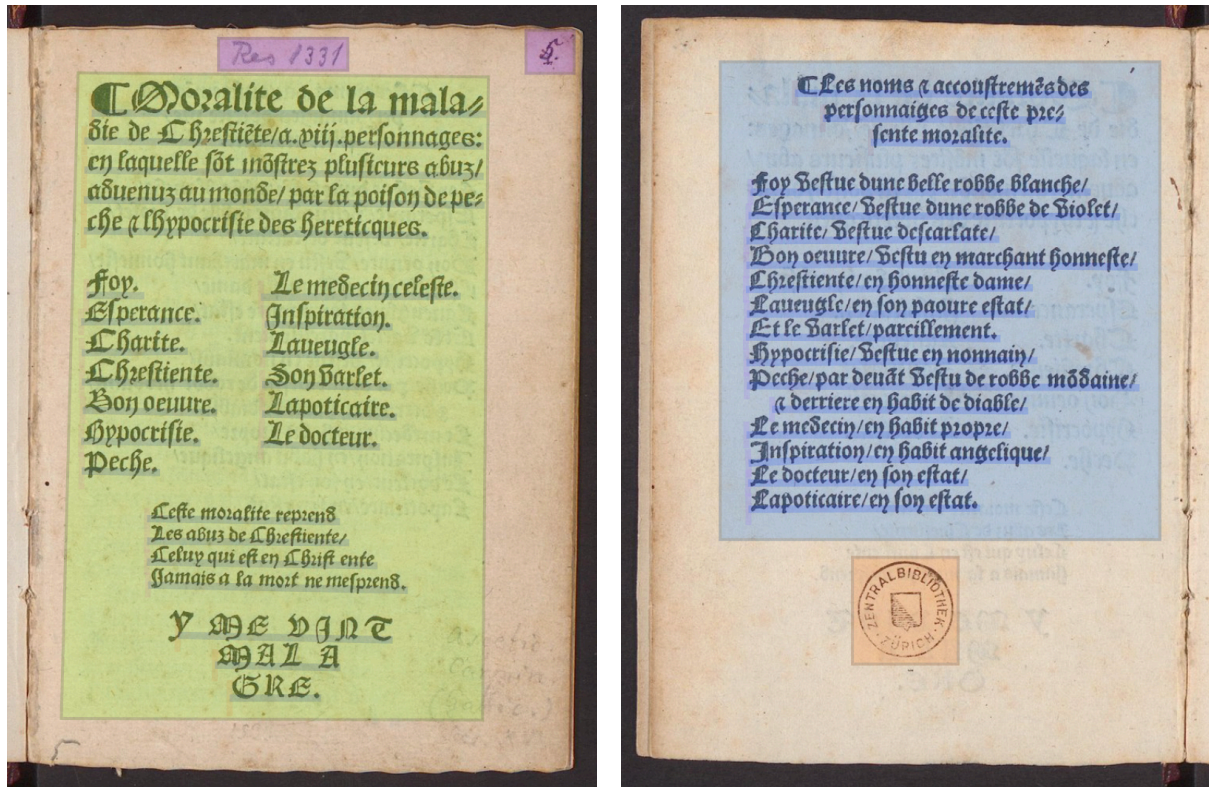 Res 1331
5.
⸿Moralite de la mala⸗
die de Chrestiẽte/a.xiij.personnages:
en laquelle sõt mõstrez plusieurs abuz/
aduenuz au monde/ par la poison de pe⸗
che ⁊ lhypocrisie des hereticques.
Foy. Le medecin celeste.
Esperance. Inspiration.
Charite. Laueugle.
Chrestiente. Son Varlet.
Bon oeuure. Lapoticaire.
Hypocrisie. Le docteur.
Peche.
Ceste moralite reprend
Les abuz de Chrestiente/
Celuy qui est en Christ ente
Jamais a la mort ne mesprend.
Y ME VINT
MAL A
GRE.
5
⸿Les noms ⁊ accoustremẽs des
personnaiges de ceste pre⸗
sente moralite.
Foy Vestue dune belle robbe blanche/
Esperance/ Vestue dune robbe de Violet/
Charite/ Vestue descarlate/
Bon oeuure/ Vestu en marchant honneste/
Chrestiente/ en honneste dame/
Laueugle/ en son paoure estat/
Et le Varlet/ pareillement.
Hypocrisie/ Vestue en nonnain/
Peche/ par deuãt Vestu de robbe mõdaine/
⁊ derriere en habit de diable/
Le medecin/ en habit propre/
Inspiration/ en habit angelique/
Le docteur/ en son estat/
Lapoticaire/ en son estat.
ZENTRALBIBLIOTHEK
ZÜRICH